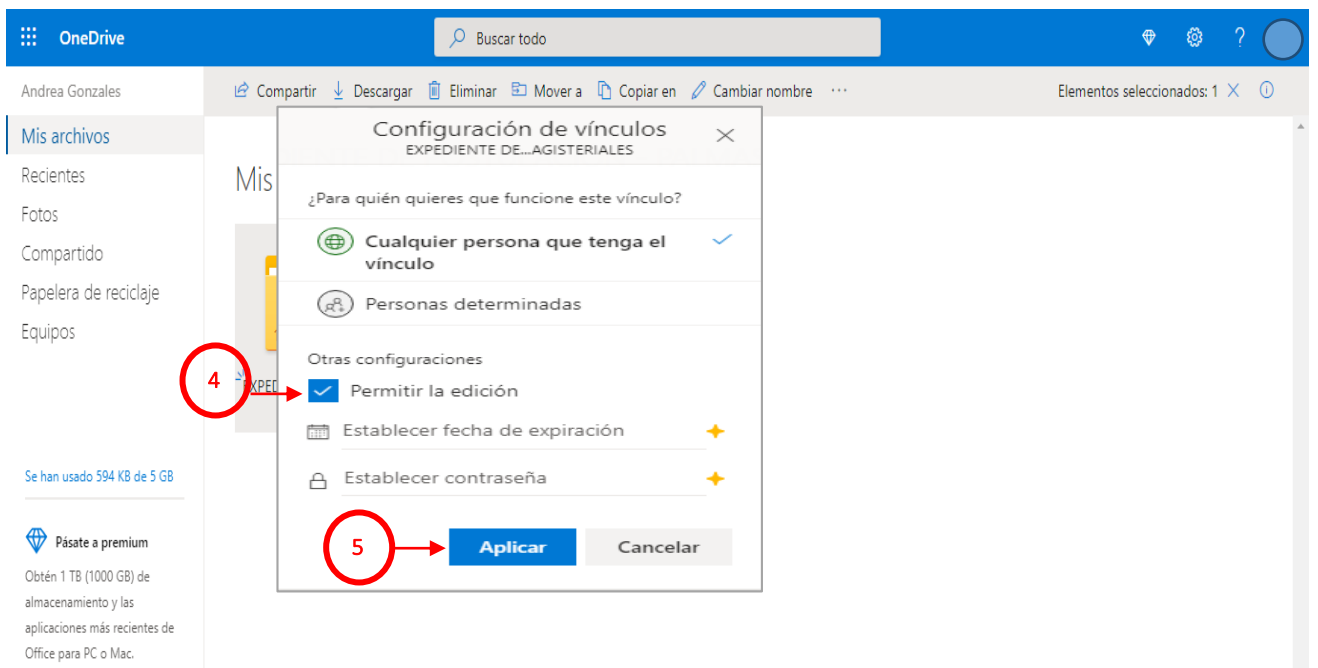 OneDrive
Buscar todo
?
Andrea Gonzales
Compartir Descargar Eliminar Mover a Copiar en Cambiar nombre ... Elementos seleccionados: 1
Mis archivos
Recientes
Fotos
Compartido
Papelera de reciclaje
Equipos
Se han usado 594 KB de 5 GB
Pásate a premium
Obtén 1 TB (1000 GB) de
almacenamiento y las
aplicaciones más recientes de
Office para PC o Mac.
Mis
EXPED
Configuración de vínculos
EXPEDIENTE DE...AGISTERIALES
¿Para quién quieres que funcione este vínculo?
Cualquier persona que tenga el
vínculo
Personas determinadas
Otras configuraciones
4
Permitir la edición
Establecer fecha de expiración
Establecer contraseña
5
Aplicar Cancelar